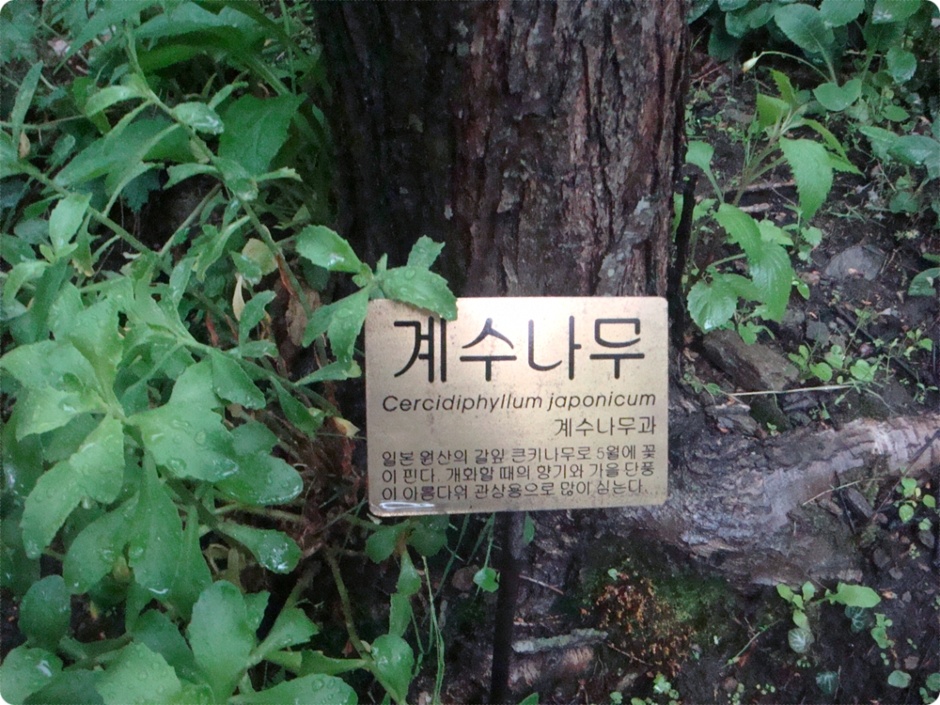 계수나무
Cercidiphyllum japonicum
계수나무과
일본 원산의 갈잎 큰키나무로 5월에 꽃
이 핀다. 개화할 때의 향기와 가을 단풍
이 아름다워 관상용으로 많이 심는다.